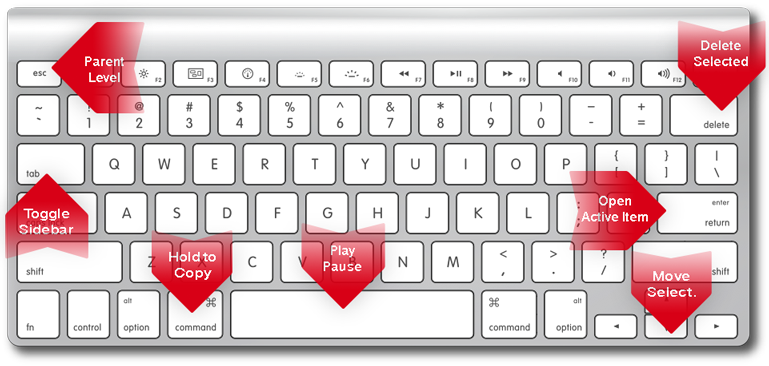 esc
Parent
Level
F2
F3
F4
F5
F6
F7
F8
F9
F10
F11
F12
Delete
Selected
~
`
!
1
@
2
#
3
$
4
%
5
^
6
&
7
*
8
(
9
)
0
–
-
+
=
delete
tab
Q
W
E
R
T
Y
U
I
O
P
{
[
}
]
|
\
Toggle
Sidebar
A
S
D
F
G
H
J
K
L
:
;
Open
Active Item
enter
return
shift
Z
Hold to
Copy
C
V
Play
Pause
B
N
M
<
,
>
.
?
/
Move
Select.
shift
fn
control
alt
option
⌘
command
⌘
command
alt
option